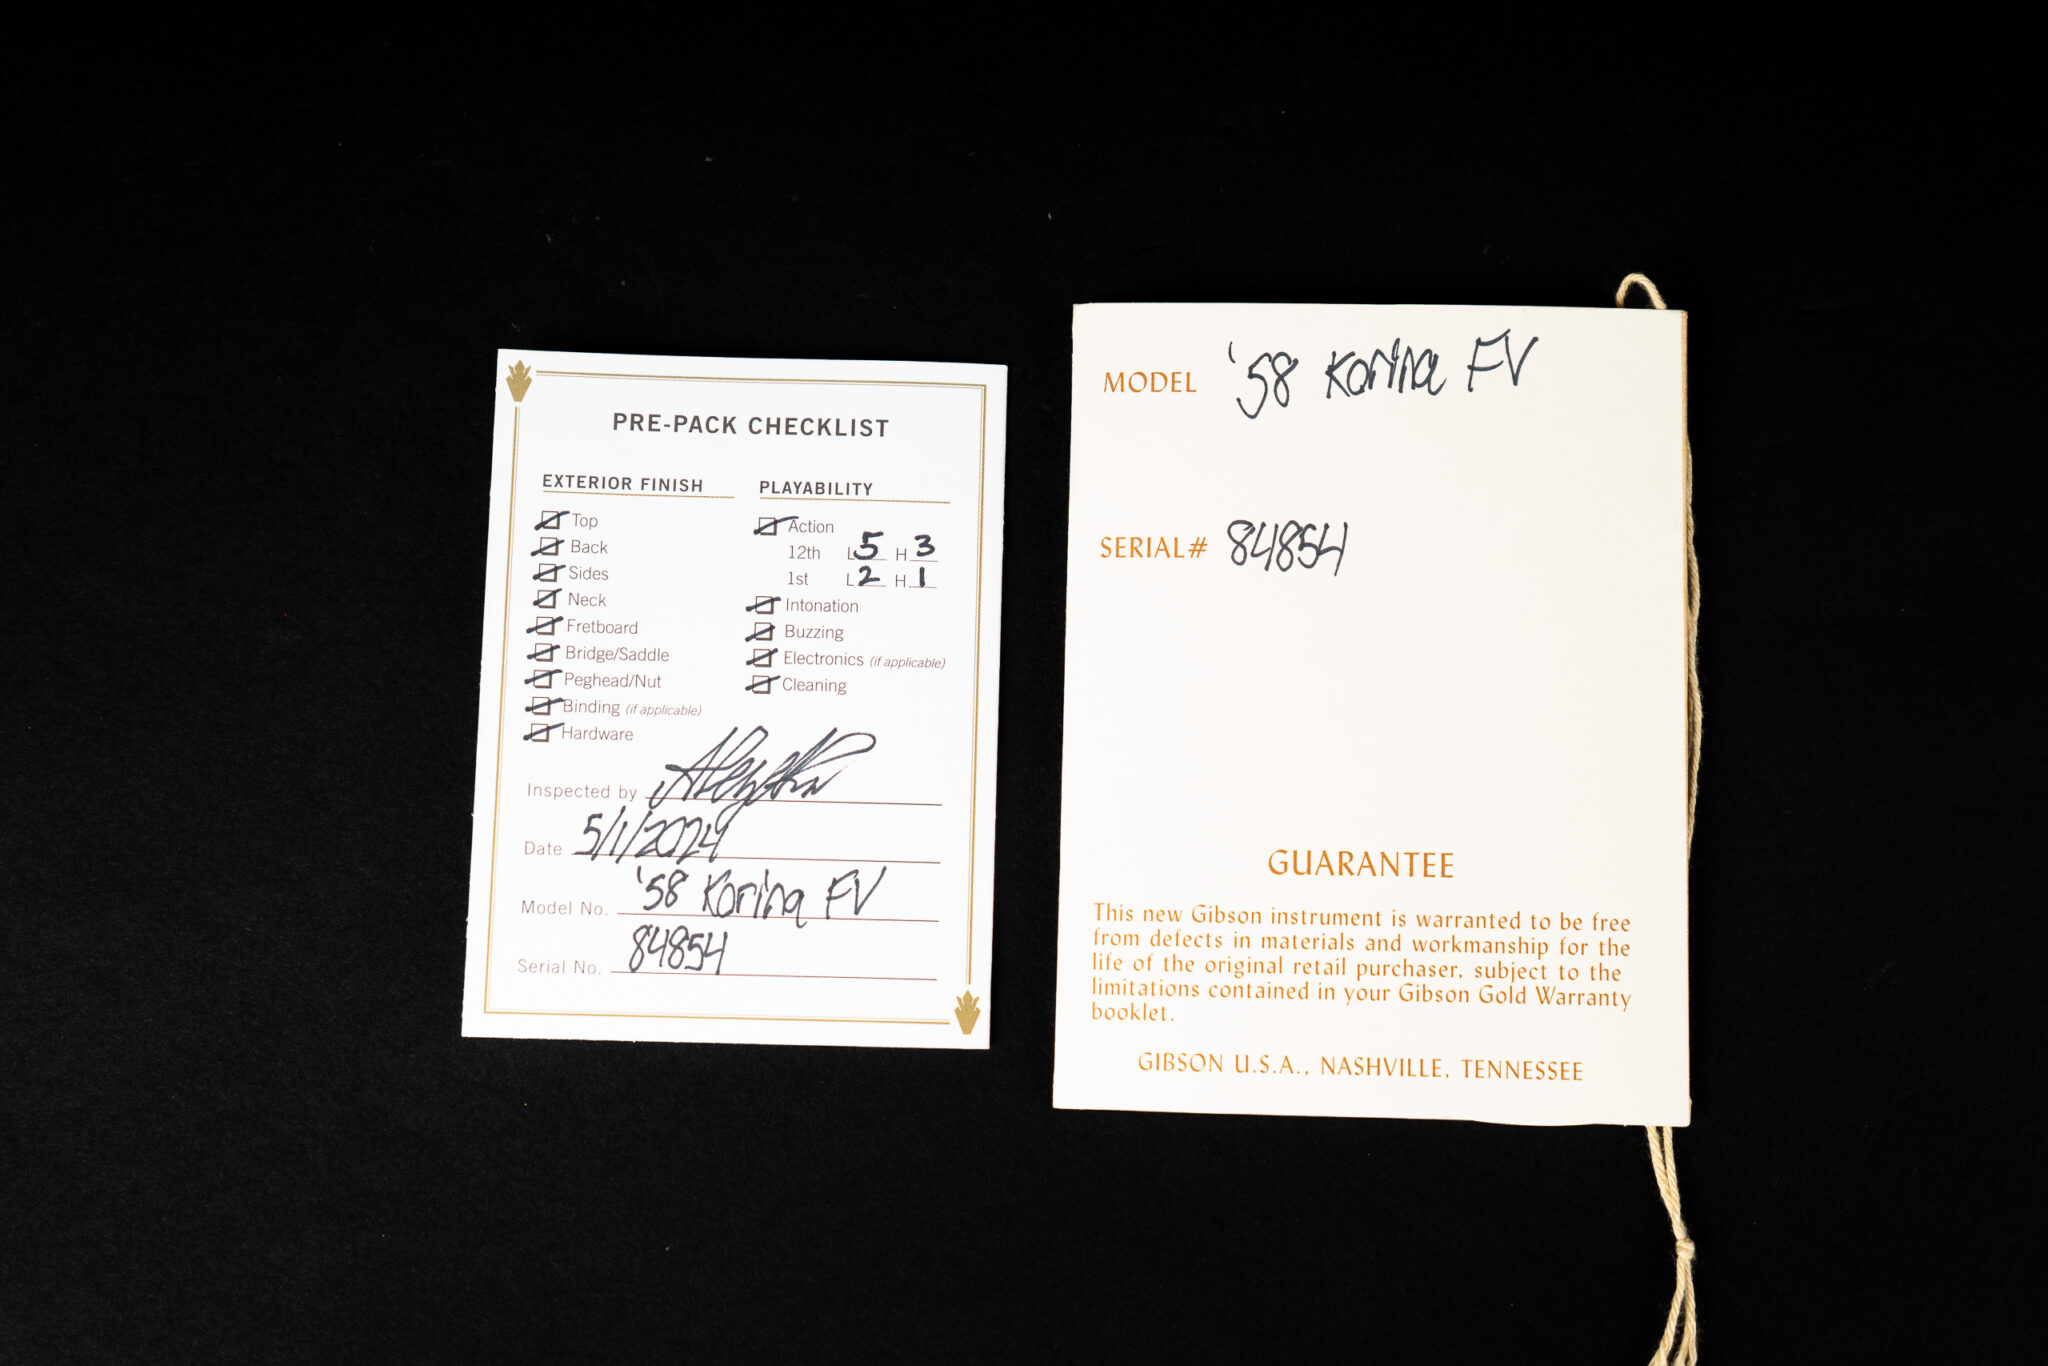 PRE-PACK CHECKLIST
EXTERIOR FINISH
Top
Back
Sides
Neck
Fretboard
Bridge/Saddle
Peghead/Nut
Binding (if applicable)
Hardware
PLAYABILITY
Action
12th L 5 H 3
1st L 2 H 1
Intonation
Buzzing
Electronics (if applicable)
Cleaning
Inspected by
Date 5/1/2024
Model No. '58 Korina FV
Serial No. 84854
MODEL '58 Korina FV
SERIAL# 84854
GUARANTEE
This new Gibson instrument is warranted to be free
from defects in materials and workmanship for the
life of the original retail purchaser, subject to the
limitations contained in your Gibson Gold Warranty
booklet.
GIBSON U.S.A., NASHVILLE, TENNESSEE